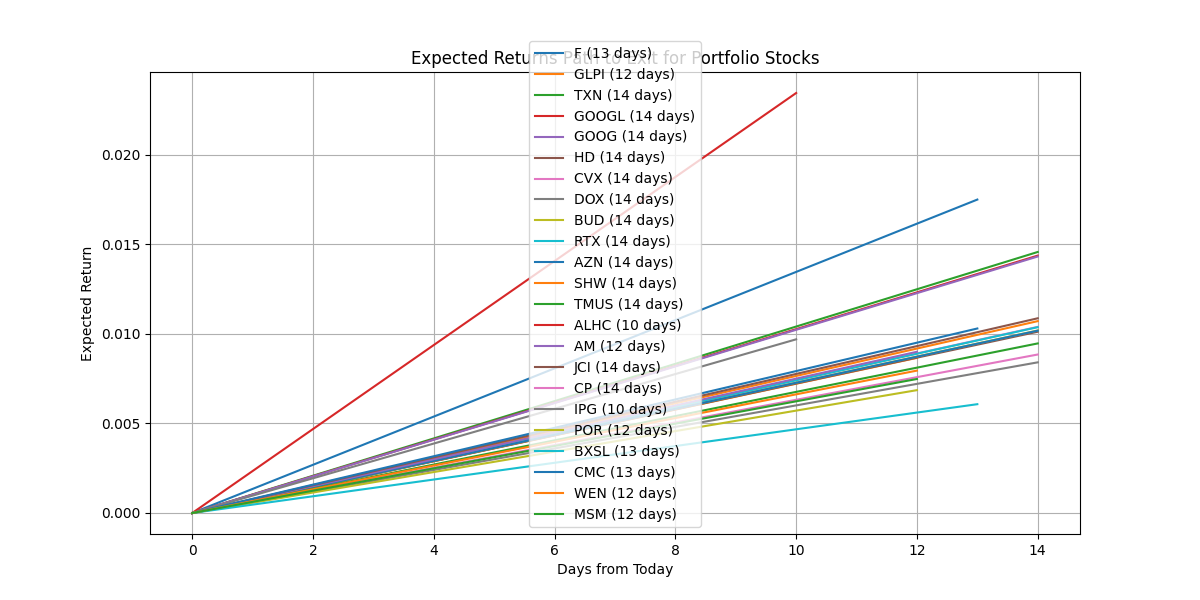 Expected Returns Path to Exit for Portfolio Stocks
F (13 days)
GLPI (12 days)
TXN (14 days)
GOOGL (14 days)
GOOG (14 days)
HD (14 days)
CVX (14 days)
DOX (14 days)
BUD (14 days)
RTX (14 days)
AZN (14 days)
SHW (14 days)
TMUS (14 days)
ALHC (10 days)
AM (12 days)
JCI (14 days)
CP (14 days)
IPG (10 days)
POR (12 days)
BXSL (13 days)
CMC (13 days)
WEN (12 days)
MSM (12 days)
Expected Return
0.020
0.015
0.010
0.005
0.000
0 2 4 6 8 10 12 14
Days from Today